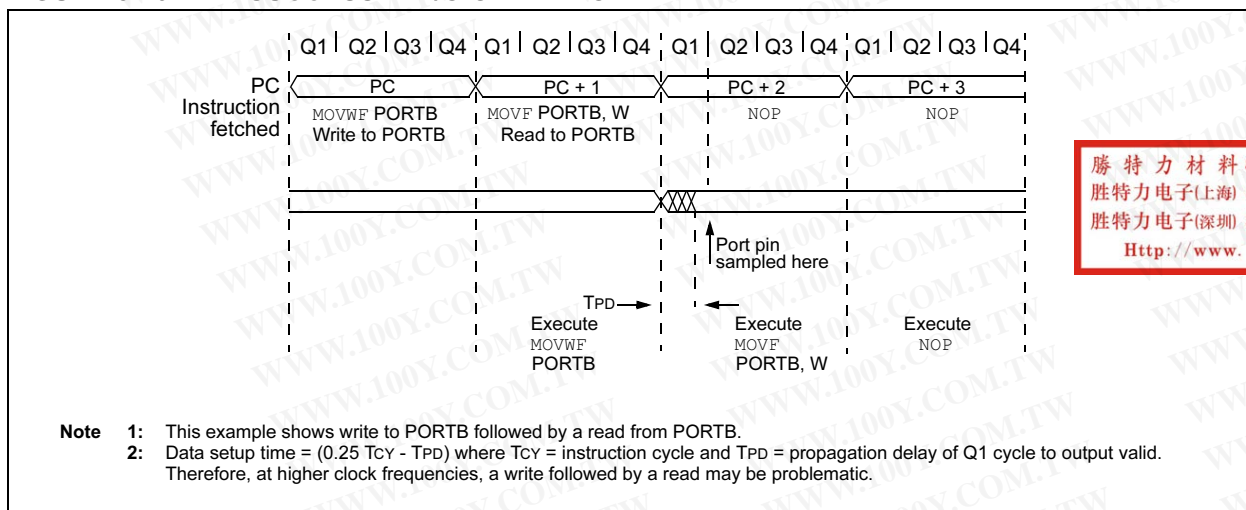 Q1 Q2 Q3 Q4 Q1 Q2 Q3 Q4 Q1 Q2 Q3 Q4 Q1 Q2 Q3 Q4
PC PC PC + 1 PC + 2 PC + 3
Instruction
fetched
MOVWF PORTB
Write to PORTB
MOVF PORTB, W
Read to PORTB
NOP
NOP
勝特力材料
胜特力电子(上海)
胜特力电子(深圳)
Http://www.
Port pin
sampled here
TPD
Execute
MOVWF
PORTB
Execute
MOVF
PORTB, W
Execute
NOP
Note 1: This example shows write to PORTB followed by a read from PORTB.
2: Data setup time = (0.25 TCY - TPD) where TCY = instruction cycle and TPD = propagation delay of Q1 cycle to output valid.
Therefore, at higher clock frequencies, a write followed by a read may be problematic.
WWW.100Y.COM.TW